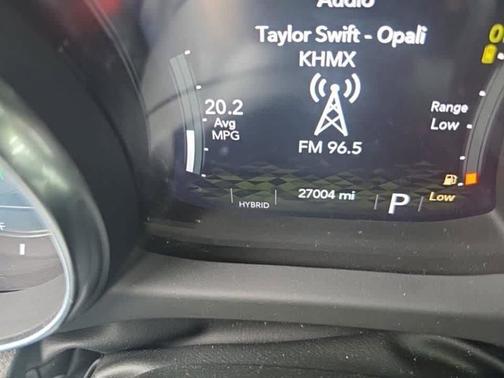 Audio
Taylor Swift - Opali
KHMX
20.2
Avg
MPG
Range
Low
FM 96.5
HYBRID
27004 mi
P
Low